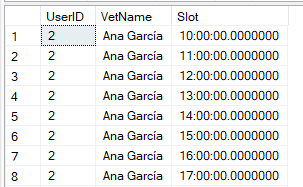 UserID VetName Slot
1 2 Ana García 10:00:00.0000000
2 2 Ana García 11:00:00.0000000
3 2 Ana García 12:00:00.0000000
4 2 Ana García 13:00:00.0000000
5 2 Ana García 14:00:00.0000000
6 2 Ana García 15:00:00.0000000
7 2 Ana García 16:00:00.0000000
8 2 Ana García 17:00:00.0000000